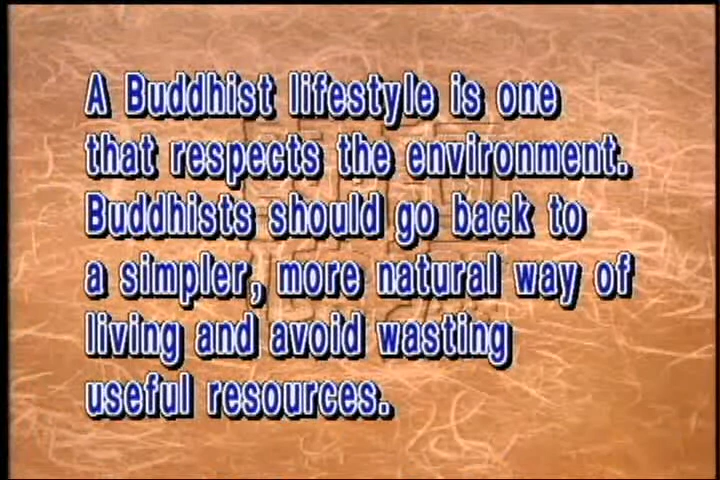 A Buddhist lifestyle is one
that respects the environment.
Buddhists should go back to
a simpler, more natural way of
living and avoid wasting
useful resources.